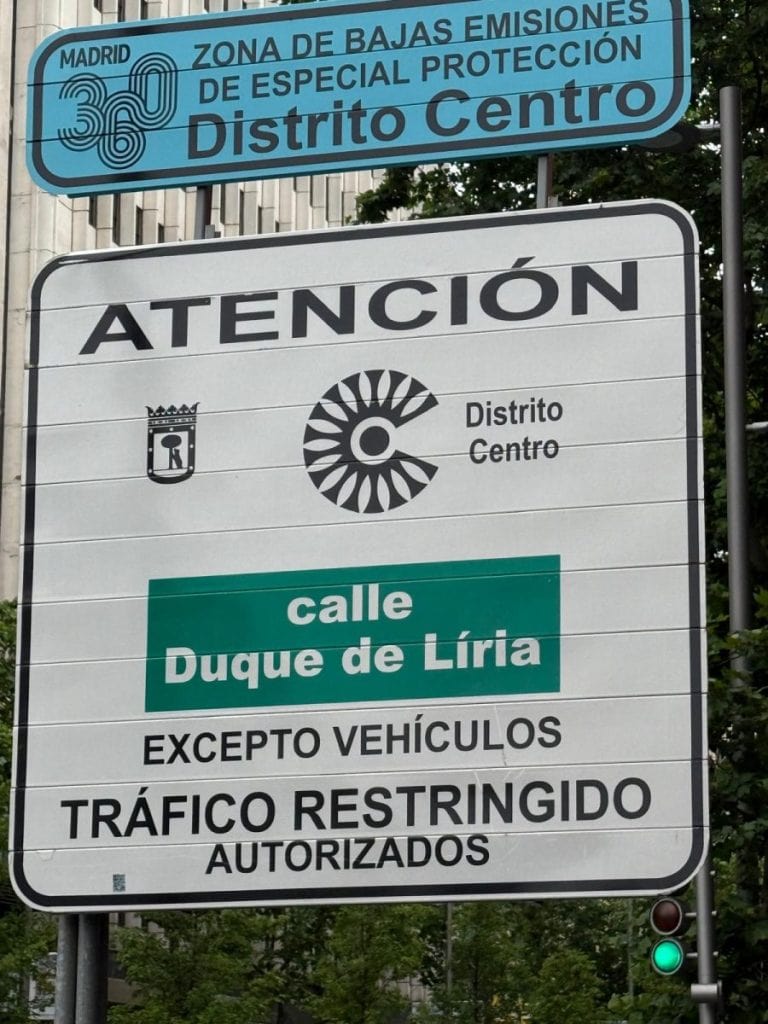 MADRID
360
ZONA DE BAJAS EMISIONES
DE ESPECIAL PROTECCIÓN
Distrito Centro
ATENCIÓN
Distrito
Centro
calle
Duque de Líria
EXCEPTO VEHÍCULOS
TRÁFICO RESTRINGIDO
AUTORIZADOS